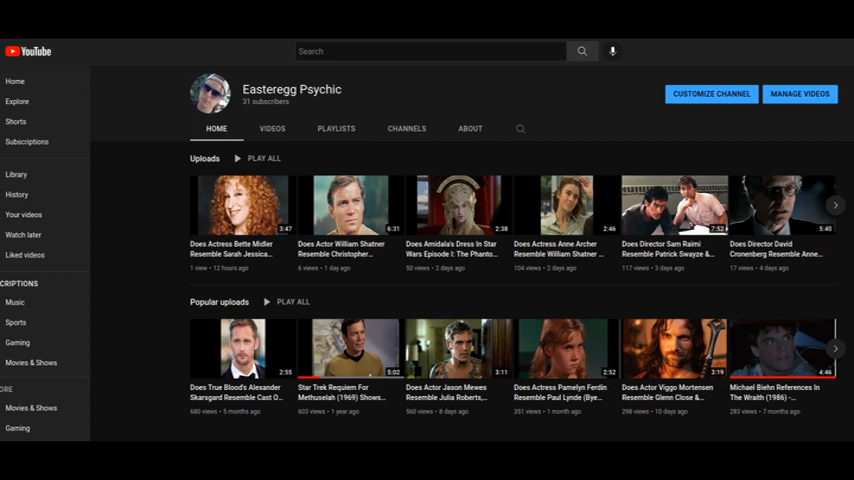 YouTube
Search
Home
Explore
Shorts
Subscriptions
Library
History
Your videos
Watch later
Liked videos
CRIPTIONS
Music
Sports
Gaming
Movies & Shows
ORE
Movies & Shows
Gaming
Easteregg Psychic
31 subscribers
CUSTOMIZE CHANNEL
MANAGE VIDEOS
HOME VIDEOS PLAYLISTS CHANNELS ABOUT
Uploads PLAY ALL
3:47
Does Actress Bette Midler
Resemble Sarah Jessica...
1 view • 12 hours ago
6:31
Does Actor William Shatner
Resemble Christopher...
6 views • 1 day ago
2:38
Does Amidala's Dress In Star
Wars Episode I: The Phanto...
50 views • 2 days ago
2:46
Does Actress Anne Archer
Resemble William Shatner ...
104 views • 2 days ago
7:52
Does Director Sam Raimi
Resemble Patrick Swayze &...
117 views • 3 days ago
5:40
Does Director David
Cronenberg Resemble Anne...
17 views • 4 days ago
Popular uploads PLAY ALL
2:55
Does True Blood's Alexander
Skarsgard Resemble Cast O...
680 views • 5 months ago
5:02
Star Trek Requiem For
Methuselah (1969) Shows...
603 views • 1 year ago
3:11
Does Actor Jason Mewes
Resemble Julia Roberts,...
560 views • 8 days ago
2:52
Does Actress Pamelyn Ferdin
Resemble Paul Lynde (Bye...
351 views • 1 month ago
3:19
Does Actor Viggo Mortensen
Resemble Glenn Close &...
298 views • 10 days ago
4:46
Michael Biehn References In
The Wraith (1986) -...
283 views • 7 months ago